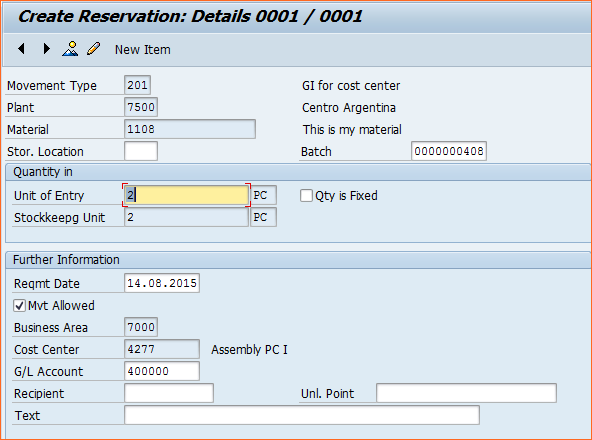 Create Reservation: Details 0001 / 0001
New Item
Movement Type 201 GI for cost center
Plant 7500 Centro Argentina
Material 1108 This is my material
Stor. Location Batch 0000000408
Quantity in
Unit of Entry 2 PC Qty is Fixed
Stockkeepg Unit 2 PC
Further Information
Reqmt Date 14.08.2015
Mvt Allowed
Business Area 7000
Cost Center 4277 Assembly PC I
G/L Account 400000
Recipient Unl. Point
Text